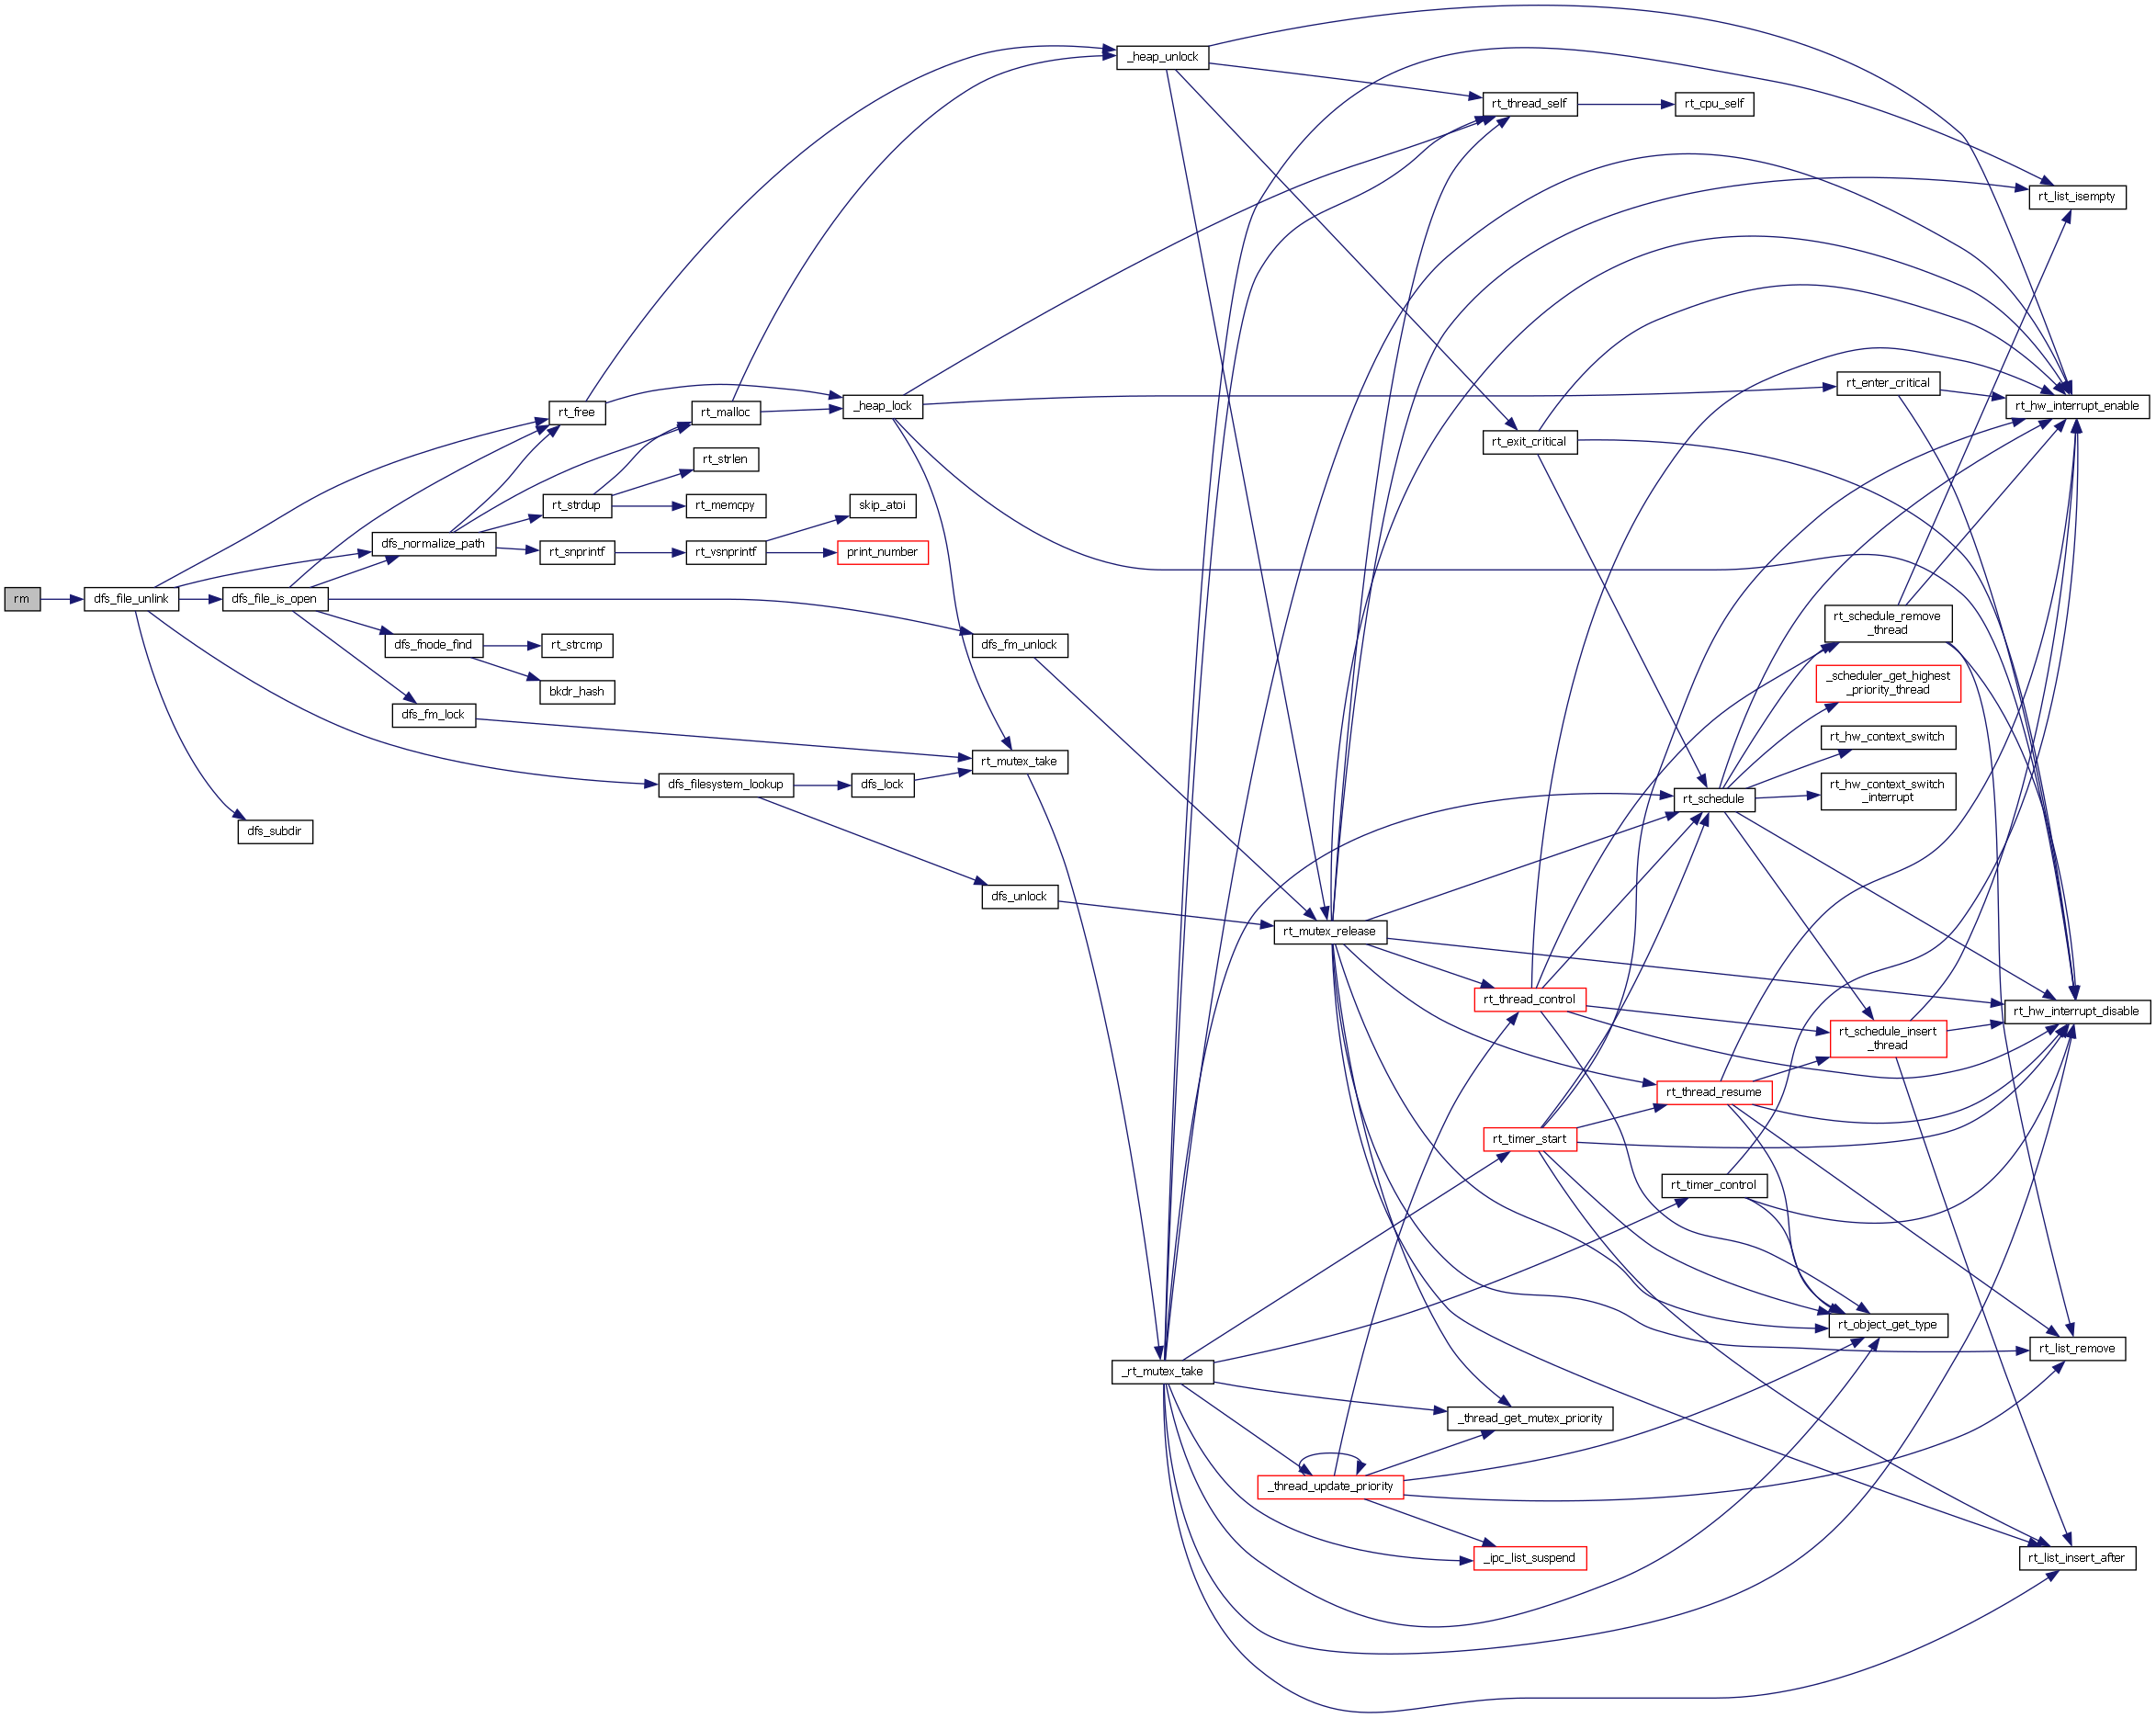 _heap_unlock
rt_thread_self
rt_cpu_self
rt_list_isempty
rt_free
rt_malloc
_heap_lock
rt_enter_critical
rt_hw_interrupt_enable
rt_exit_critical
rt_strlen
rt_strdup
rt_memcpy
skip_atoi
dfs_normalize_path
rt_snprintf
rt_vsnprintf
print_number
rm
dfs_file_unlink
dfs_file_is_open
dfs_fnode_find
rt_strcmp
dfs_fm_unlock
rt_schedule_remove
_thread
bkdr_hash
_scheduler_get_highest
_priority_thread
dfs_fm_lock
rt_hw_context_switch
rt_mutex_take
dfs_filesystem_lookup
dfs_lock
rt_schedule
rt_hw_context_switch
_interrupt
dfs_subdir
dfs_unlock
rt_mutex_release
rt_thread_control
rt_hw_interrupt_disable
rt_schedule_insert
_thread
rt_thread_resume
rt_timer_start
rt_timer_control
rt_object_get_type
rt_list_remove
_rt_mutex_take
_thread_get_mutex_priority
_thread_update_priority
_ipc_list_suspend
rt_list_insert_after